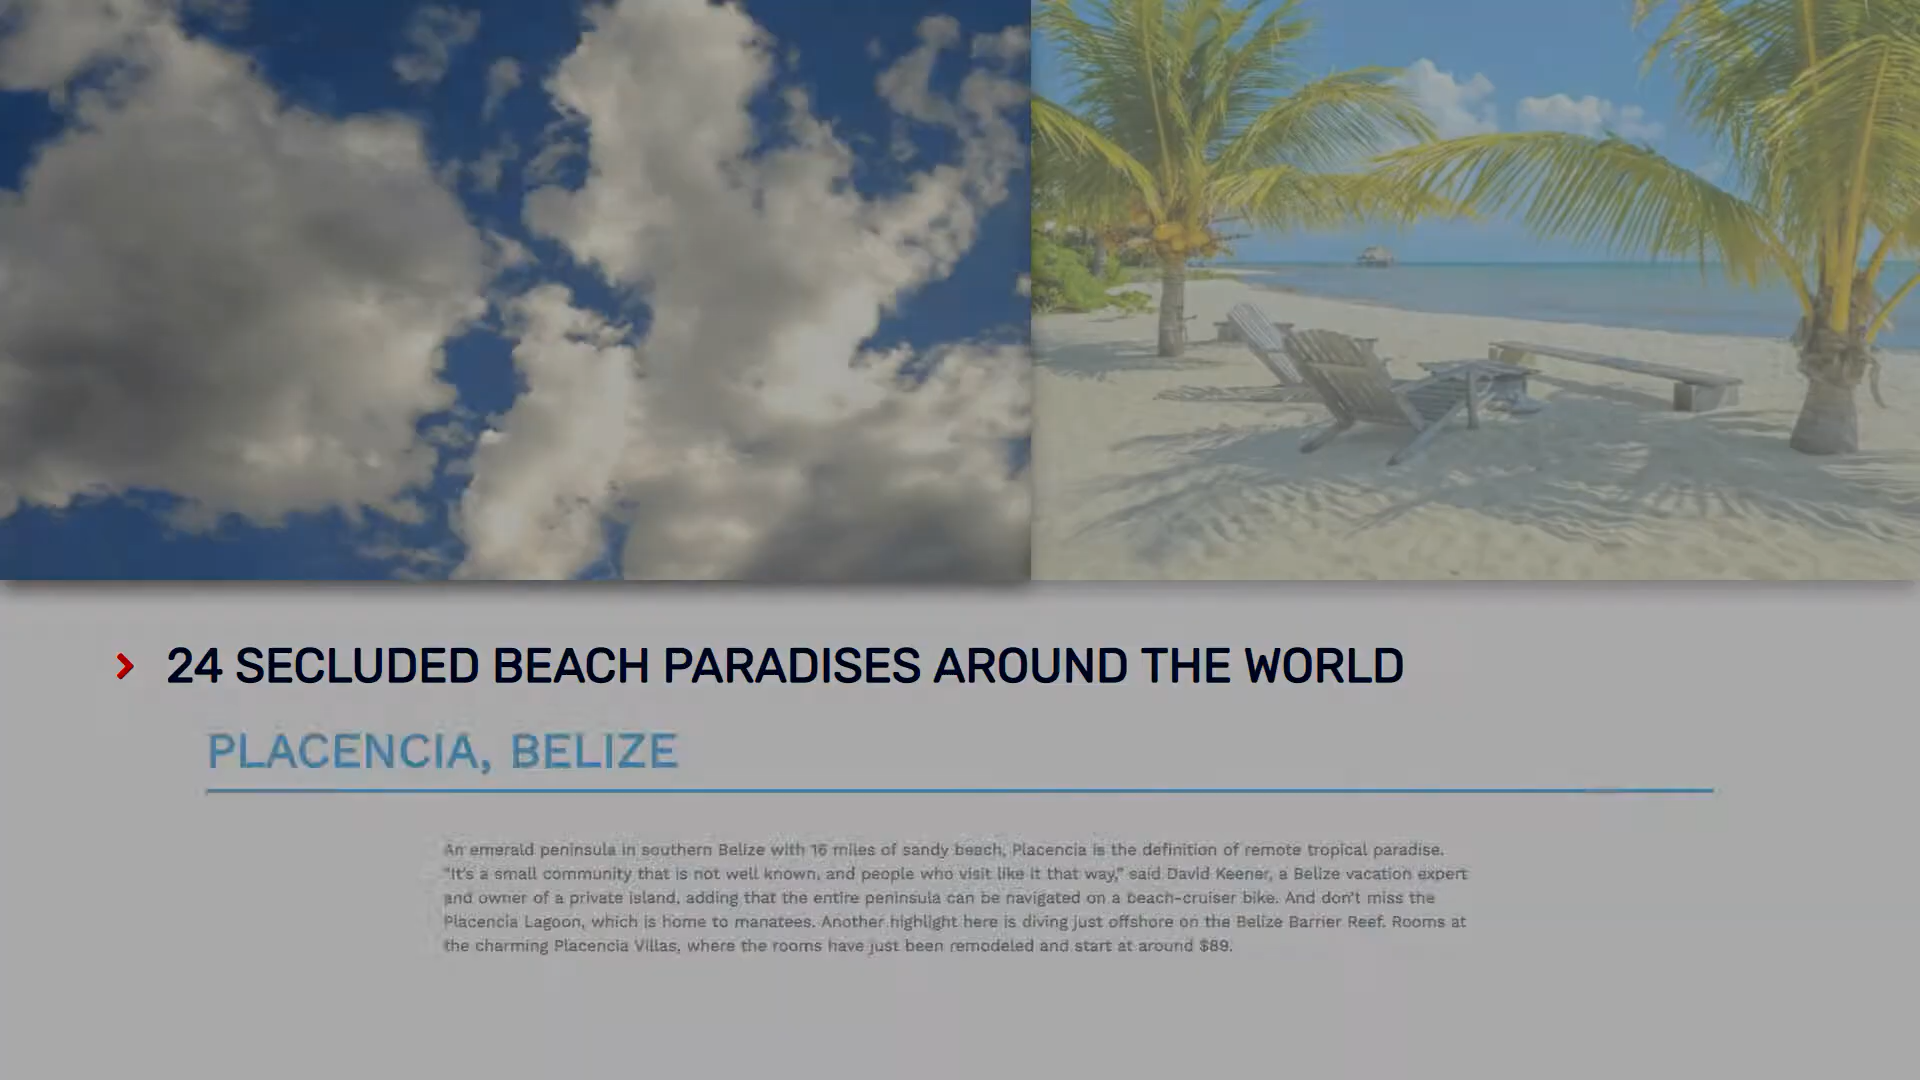 24 SECLUDED BEACH PARADISES AROUND THE WORLD
PLACENCIA, BELIZE
An emerald peninsula in southern Belize with 16 miles of sandy beach, Placencia is the definition of remote tropical paradise.
"It's a small community that is not well known, and people who visit like it that way," said David Keener, a Belize vacation expert
and owner of a private island, adding that the entire peninsula can be navigated on a beach-cruiser bike. And don't miss the
Placencia Lagoon, which is home to manatees. Another highlight here is diving just offshore on the Belize Barrier Reef. Rooms at
the charming Placencia Villas, where the rooms have just been remodeled and start at around $89.